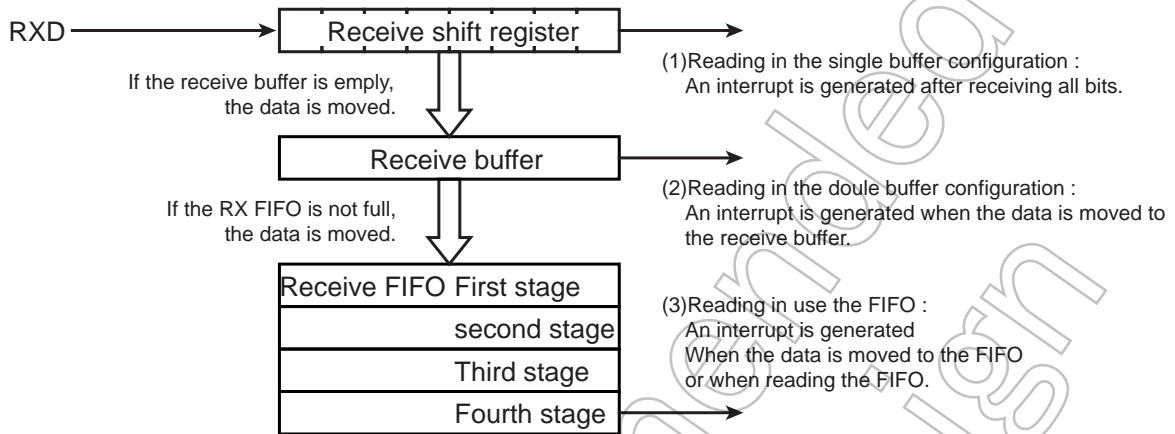 RXD
Receive shift register
If the receive buffer is emply,
the data is moved.
(1)Reading in the single buffer configuration :
An interrupt is generated after receiving all bits.
Receive buffer
If the RX FIFO is not full,
the data is moved.
(2)Reading in the doule buffer configuration :
An interrupt is generated when the data is moved to
the receive buffer.
Receive FIFO First stage
second stage
Third stage
Fourth stage
(3)Reading in use the FIFO :
An interrupt is generated
When the data is moved to the FIFO
or when reading the FIFO.